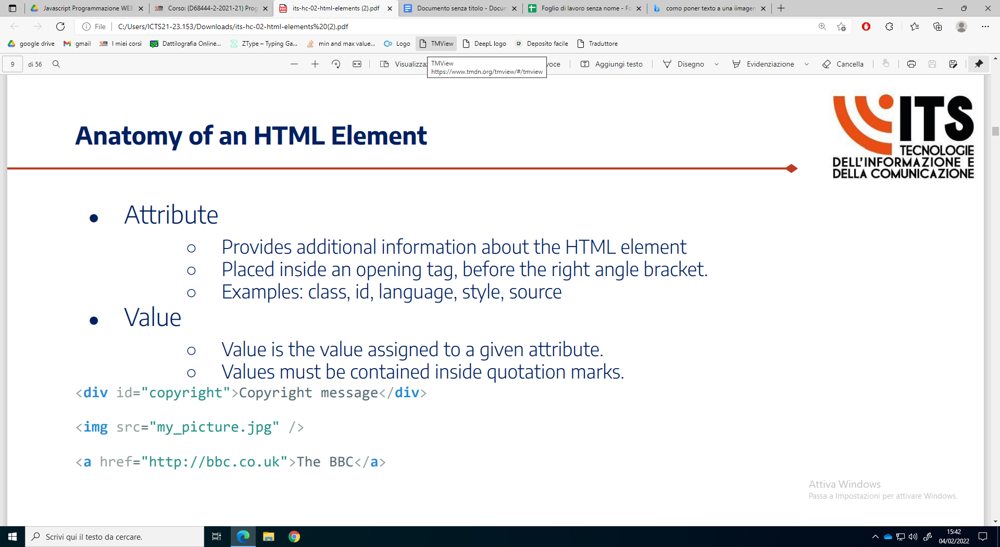 Javascript Programmazione WEB
Corso: (D68444-2-2021-21) Prog
its-hc-02-html-elements (2).pdf
Documento senza titolo - Docum
Foglio di lavoro senza nome - Fo
como poner texto a una iimagen
File
C:/Users/ICTS21-23.153/Downloads/its-hc-02-html-elements%20(2).pdf
google drive
gmail
I miei corsi
Dattilografia Online...
ZType – Typing Ga...
min and max value...
Logo
TMView
DeepL logo
Deposito facile
Traduttore
9
di 56
Visualizza
voce
Aggiungi testo
Disegno
Evidenziazione
Cancella
TMView
https://www.tmdn.org/tmview/#/tmview
ITS
TECNOLOGIE
DELL'INFORMAZIONE E
DELLA COMUNICAZIONE
Anatomy of an HTML Element
● Attribute
○ Provides additional information about the HTML element
○ Placed inside an opening tag, before the right angle bracket.
○ Examples: class, id, language, style, source
● Value
○ Value is the value assigned to a given attribute.
○ Values must be contained inside quotation marks.
<div id="copyright">Copyright message</div>
<img src="my_picture.jpg" />
<a href="http://bbc.co.uk">The BBC</a>
Attiva Windows
Passa a Impostazioni per attivare Windows.
Scrivi qui il testo da cercare.
15:42
04/02/2022